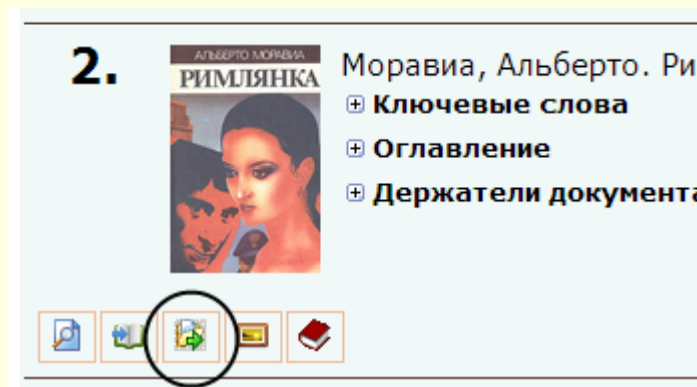 2.
АЛЬБЕРТО МОРАВИА
РИМЛЯНКА
Моравиа, Альберто. Ри
Ключевые слова
Оглавление
Держатели документа